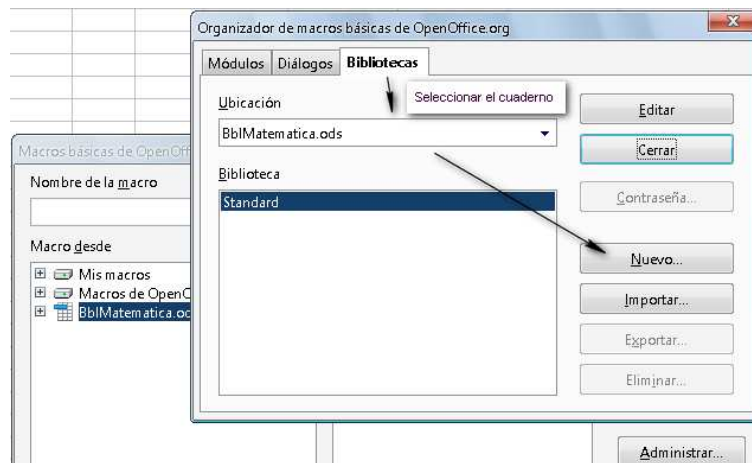 Organizador de macros básicas de OpenOffice.org
Módulos Diálogos Bibliotecas
Seleccionar el cuaderno
Ubicación
BblMatematica.ods
Biblioteca
Standard
Editar
Cerrar
Contraseña...
Nuevo...
Importar...
Exportar...
Eliminar...
Macros básicas de OpenOff
Nombre de la macro
Macro desde
Mis macros
Macros de OpenO
BblMatematica.od
Administrar...